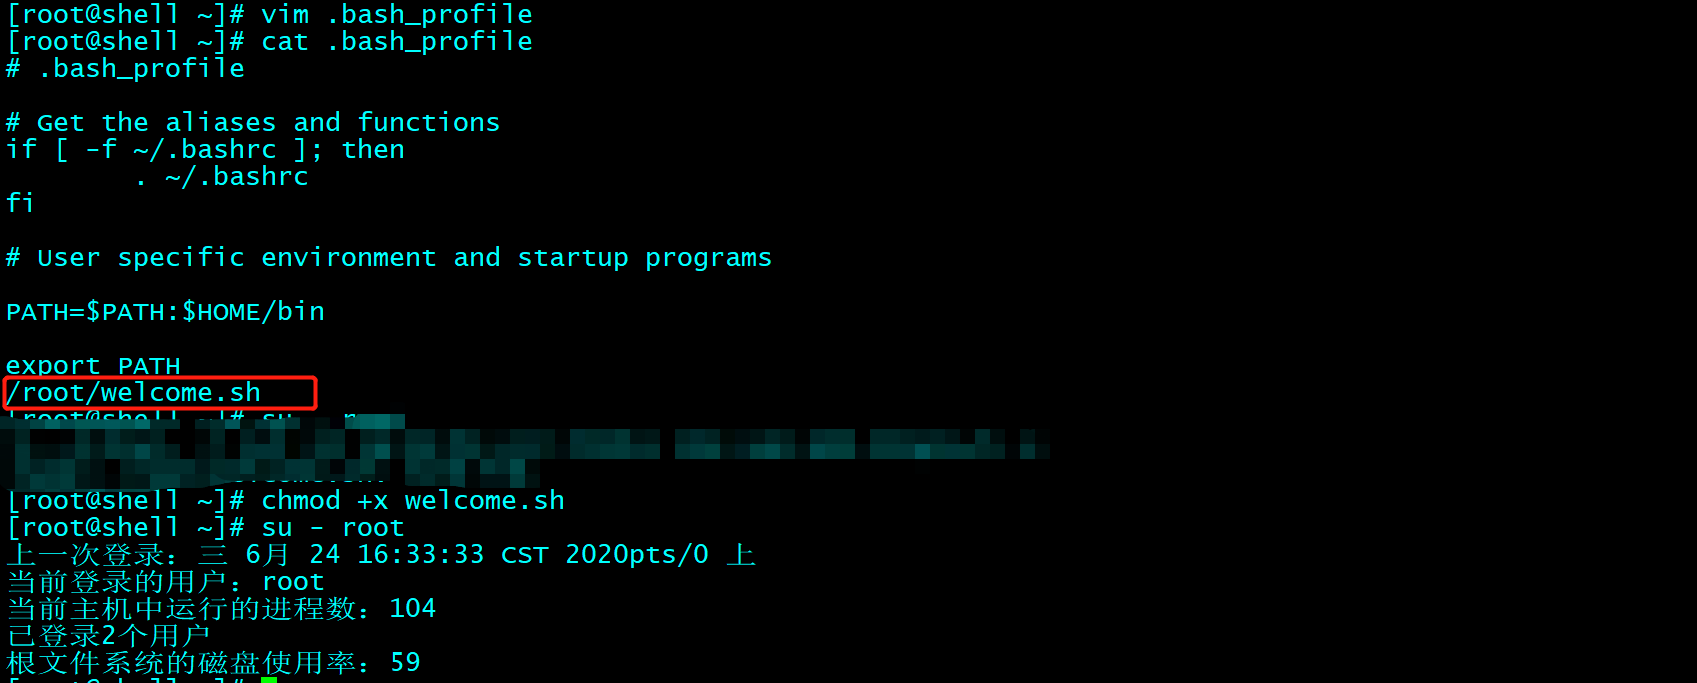 [root@shell ~]# vim .bash_profile
[root@shell ~]# cat .bash_profile
# .bash_profile
# Get the aliases and functions
if [ -f ~/.bashrc ]; then
. ~/.bashrc
fi
# User specific environment and startup programs
PATH=$PATH:$HOME/bin
export PATH
/root/welcome.sh
[root@shell ~]# su - r
[root@shell ~]# chmod +x welcome.sh
[root@shell ~]# su - root
上一次登录：三 6月 24 16:33:33 CST 2020pts/0 上
当前登录的用户：root
当前主机中运行的进程数：104
已登录2个用户
根文件系统的磁盘使用率：59
[root@shell ~]#